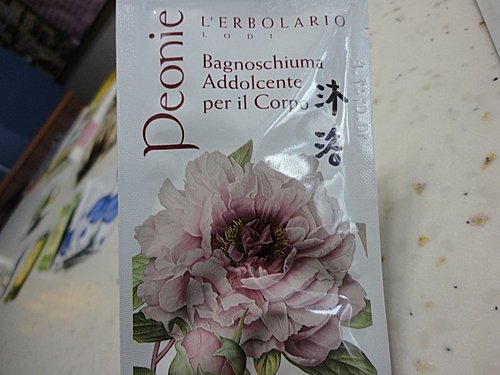 Peonie
L'ERBOLARIO
LODI
Bagnoschiuma
Addolcente
per il Corpo
沐浴